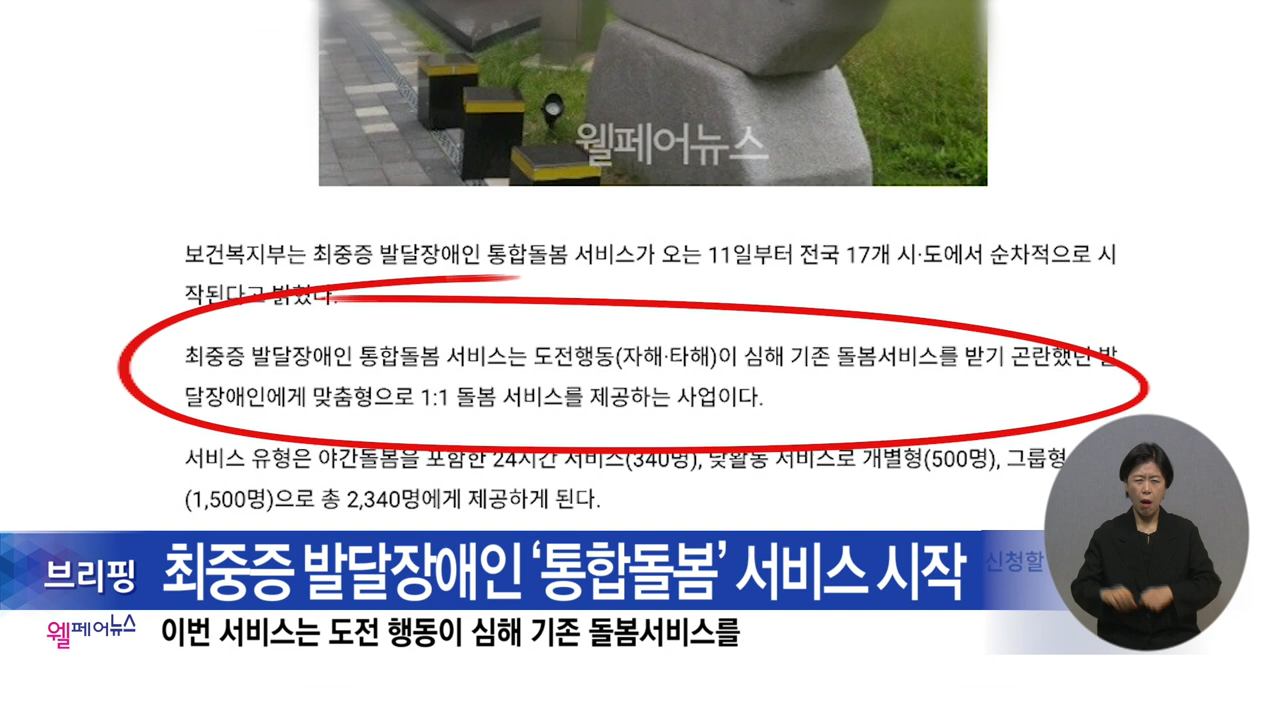 웰페어뉴스
보건복지부는 최중증 발달장애인 통합돌봄 서비스가 오는 11일부터 전국 17개 시·도에서 순차적으로 시
작된다고 밝혔다.
최중증 발달장애인 통합돌봄 서비스는 도전행동(자해·타해)이 심해 기존 돌봄서비스를 받기 곤란했던 발
달장애인에게 맞춤형으로 1:1 돌봄 서비스를 제공하는 사업이다.
서비스 유형은 야간돌봄을 포함한 24시간 서비스(340명), 낮활동 서비스로 개별형(500명), 그룹형
(1,500명)으로 총 2,340명에게 제공하게 된다.
브리핑 최중증 발달장애인 ‘통합돌봄’ 서비스 시작 신청할
웰페어뉴스 이번 서비스는 도전 행동이 심해 기존 돌봄서비스를